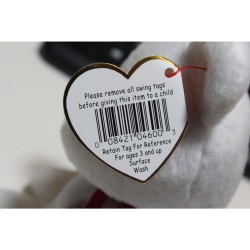 Please remove all swing tags
before giving this item to a child
0 08421 04600 3
Retain Tag For Reference
For ages 3 and up
Surface
Wash